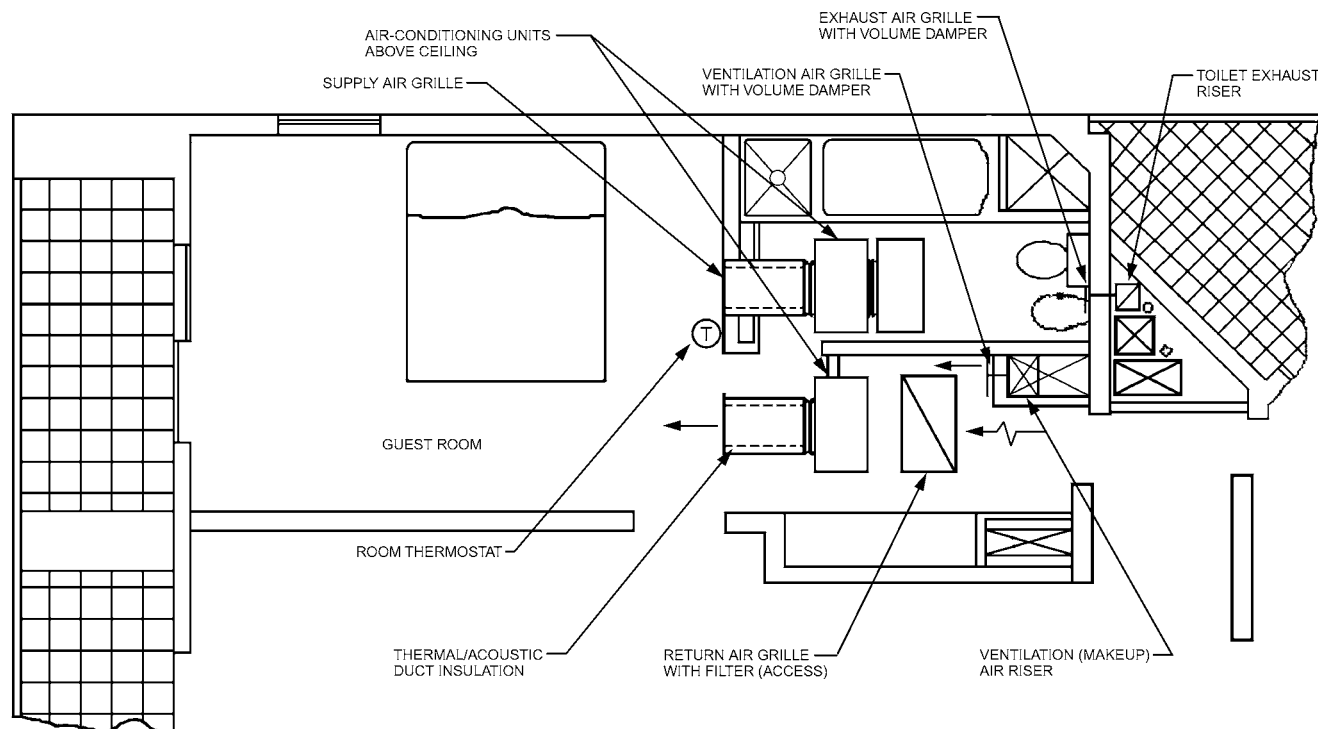 EXHAUST AIR GRILLE
WITH VOLUME DAMPER
AIR-CONDITIONING UNITS
ABOVE CEILING
VENTILATION AIR GRILLE
WITH VOLUME DAMPER
TOILET EXHAUST
RISER
SUPPLY AIR GRILLE
T
GUEST ROOM
ROOM THERMOSTAT
THERMAL/ACOUSTIC
DUCT INSULATION
RETURN AIR GRILLE
WITH FILTER (ACCESS)
VENTILATION (MAKEUP)
AIR RISER